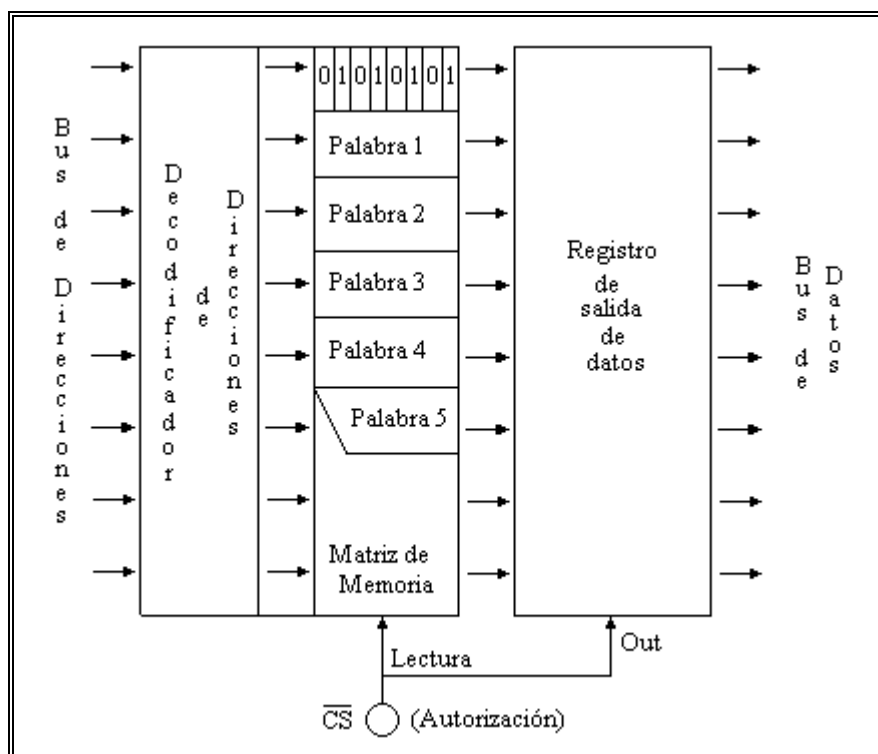 Bus de Direcciones
Decodificador
de
Direcciones
0 1 0 1 0 1 0 1
Palabra 1
Palabra 2
Palabra 3
Palabra 4
Palabra 5
Matriz de
Memoria
Registro
de
salida
de
datos
Bus de
Datos
Lectura
Out
C̅S̅ (Autorización)